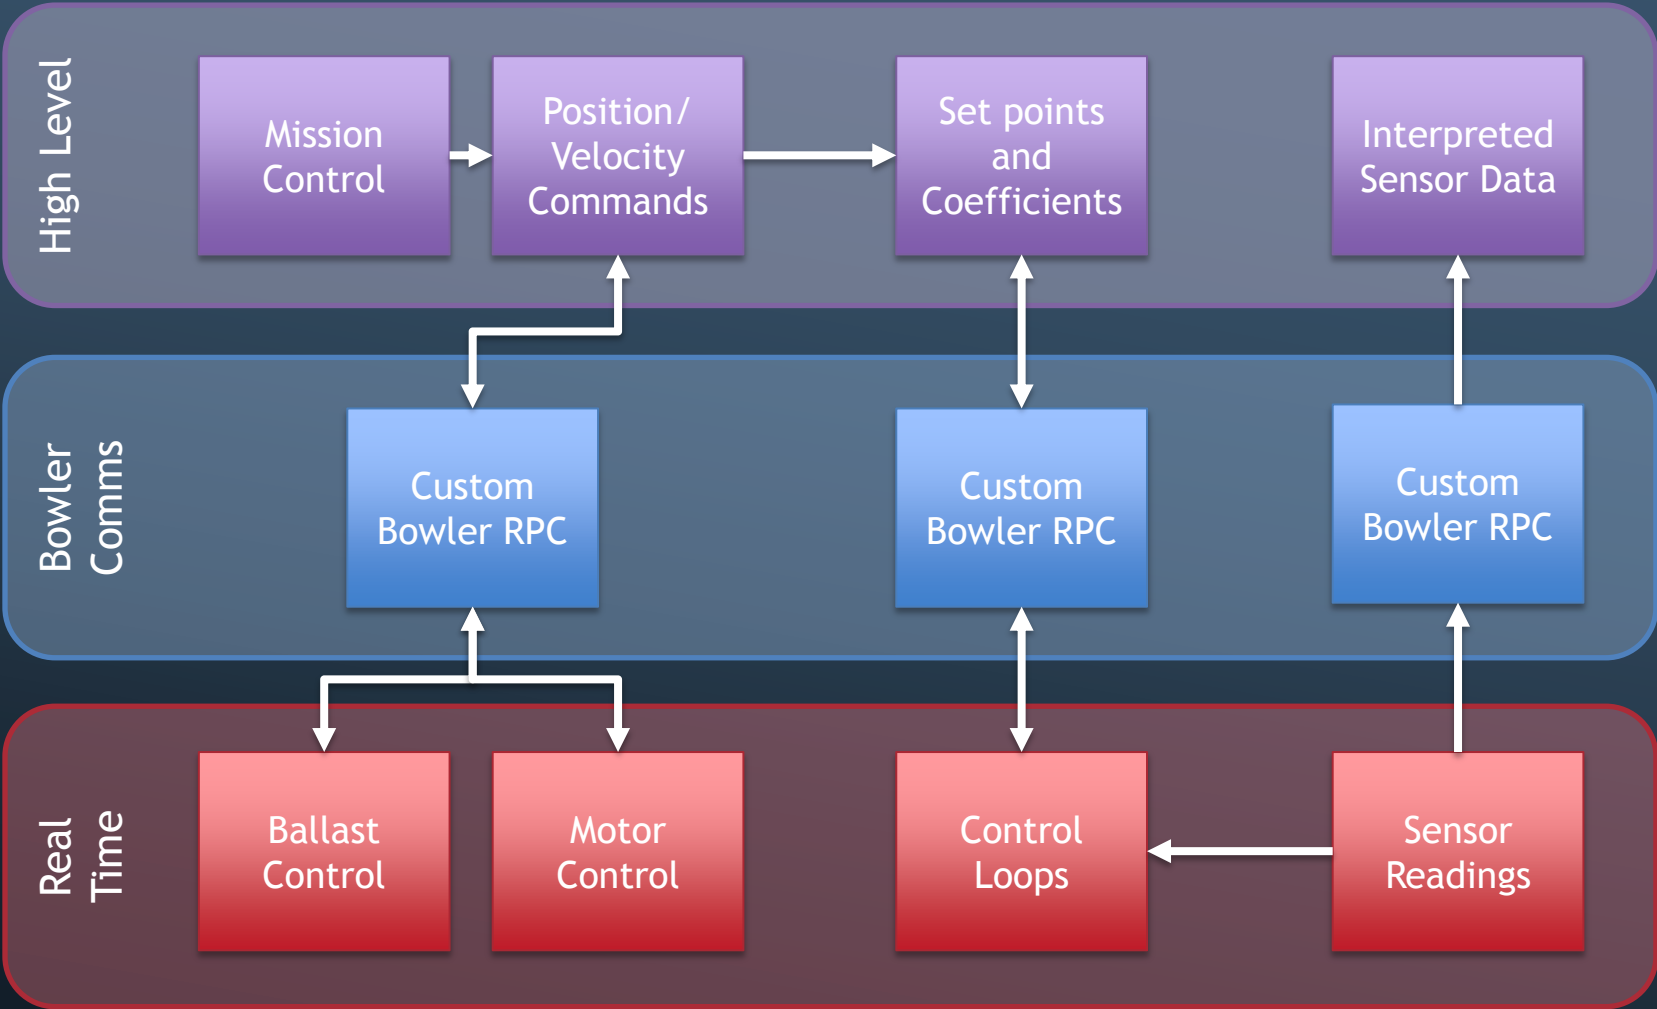 High Level
Mission
Control
Position/
Velocity
Commands
Set points
and
Coefficients
Interpreted
Sensor Data
Bowler
Comms
Custom
Bowler RPC
Custom
Bowler RPC
Custom
Bowler RPC
Real
Time
Ballast
Control
Motor
Control
Control
Loops
Sensor
Readings